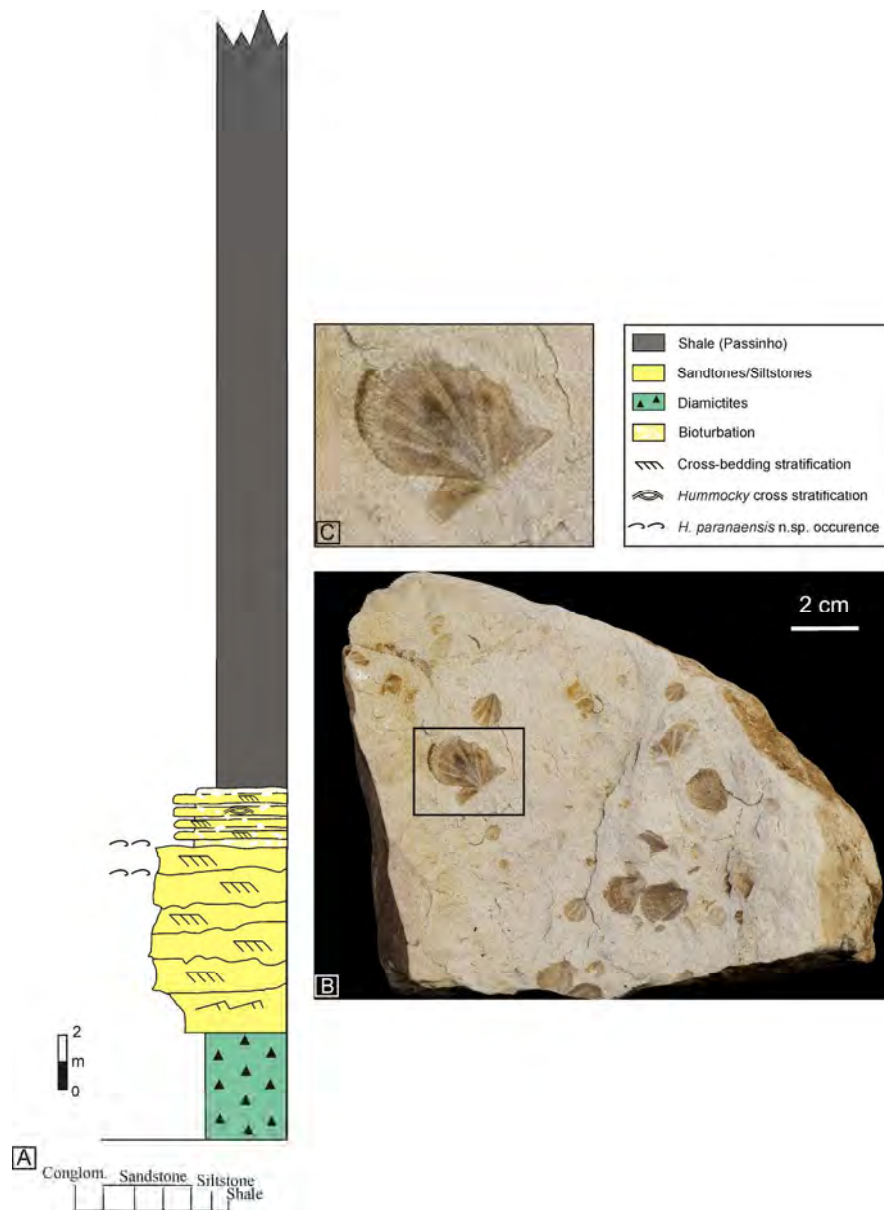 Shale (Passinho)
Sandtones/Siltstones
Diamictites
Bioturbation
Cross-bedding stratification
Hummocky cross stratification
H. paranaensis n.sp. occurence
C
2 cm
B
2
m
0
A
Conglom. Sandstone Siltstone
Shale